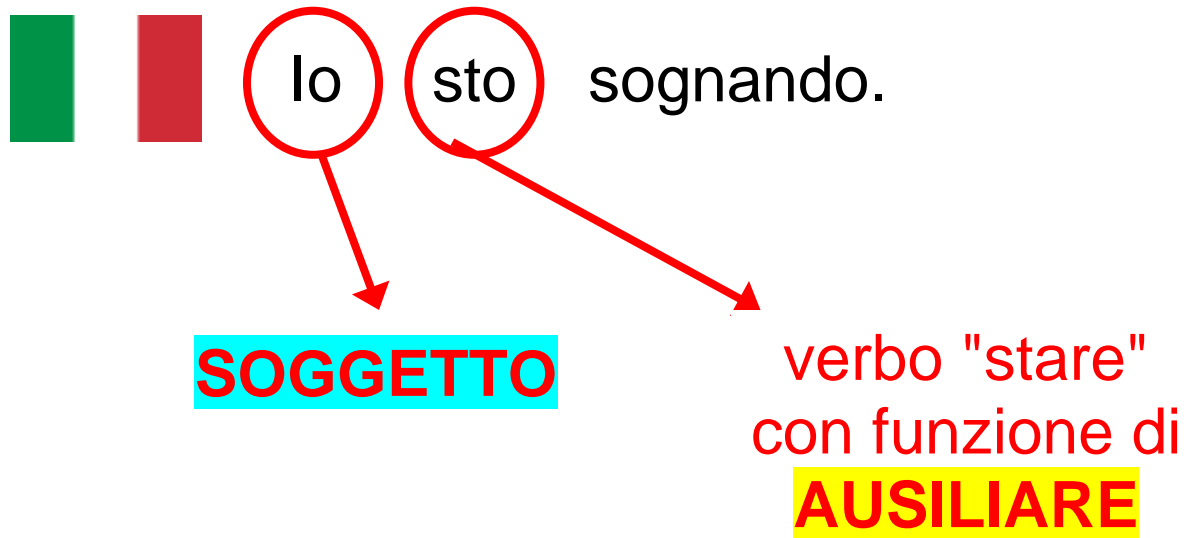 Io sto sognando.
SOGGETTO
verbo "stare"
con funzione di
AUSILIARE